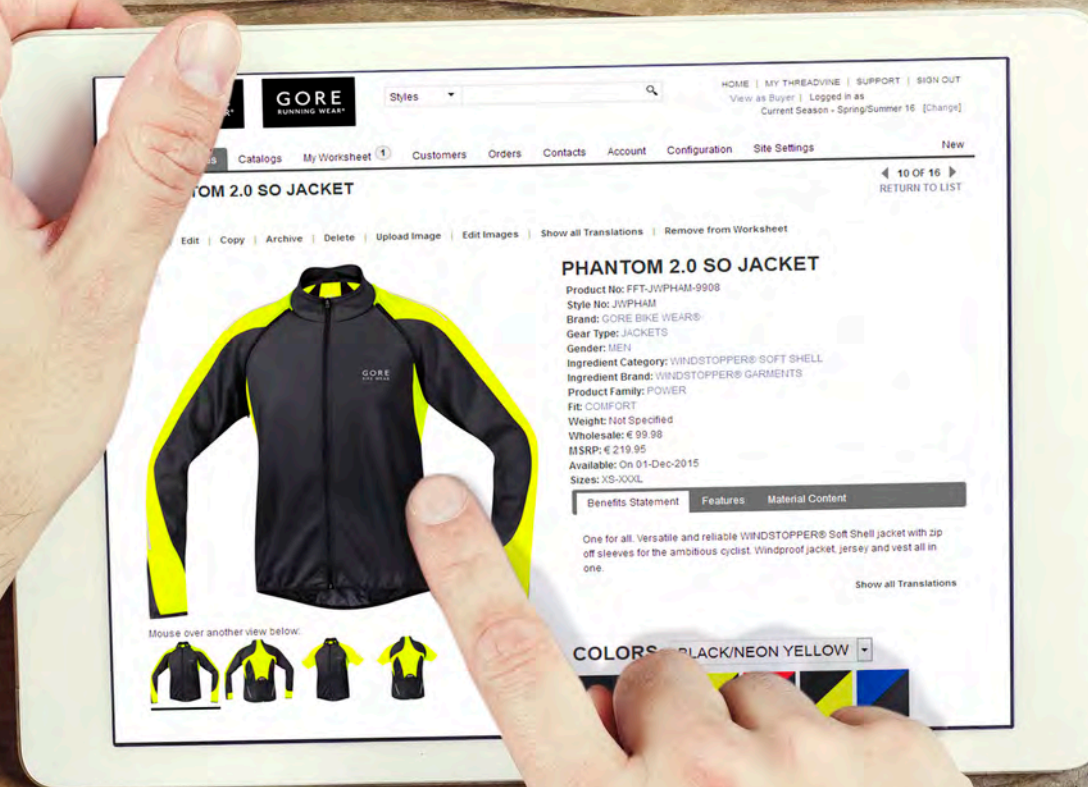 GORE
RUNNING WEAR®
Styles
HOME | MY THREADVINE | SUPPORT | SIGN OUT
View as Buyer | Logged in as
Current Season - Spring/Summer 16 [Change]
Catalogs My Worksheet 1 Customers Orders Contacts Account Configuration Site Settings New
2.0 SO JACKET
10 OF 16
RETURN TO LIST
Edit | Copy | Archive | Delete | Upload Image | Edit Images | Show all Translations | Remove from Worksheet
PHANTOM 2.0 SO JACKET
Product No: FFT-JWPHAM-9908
Style No: JWPHAM
Brand: GORE BIKE WEAR®
Gear Type: JACKETS
Gender: MEN
Ingredient Category: WINDSTOPPER® SOFT SHELL
Ingredient Brand: WINDSTOPPER® GARMENTS
Product Family: POWER
Fit: COMFORT
Weight: Not Specified
Wholesale: € 99.98
MSRP: € 219.95
Available: On 01-Dec-2015
Sizes: XS-XXXL
GORE
BIKE WEAR
Benefits Statement Features Material Content
One for all. Versatile and reliable WINDSTOPPER® Soft Shell jacket with zip
off sleeves for the ambitious cyclist. Windproof jacket, jersey and vest all in
one.
Show all Translations
Mouse over another view below:
COLORS BLACK/NEON YELLOW